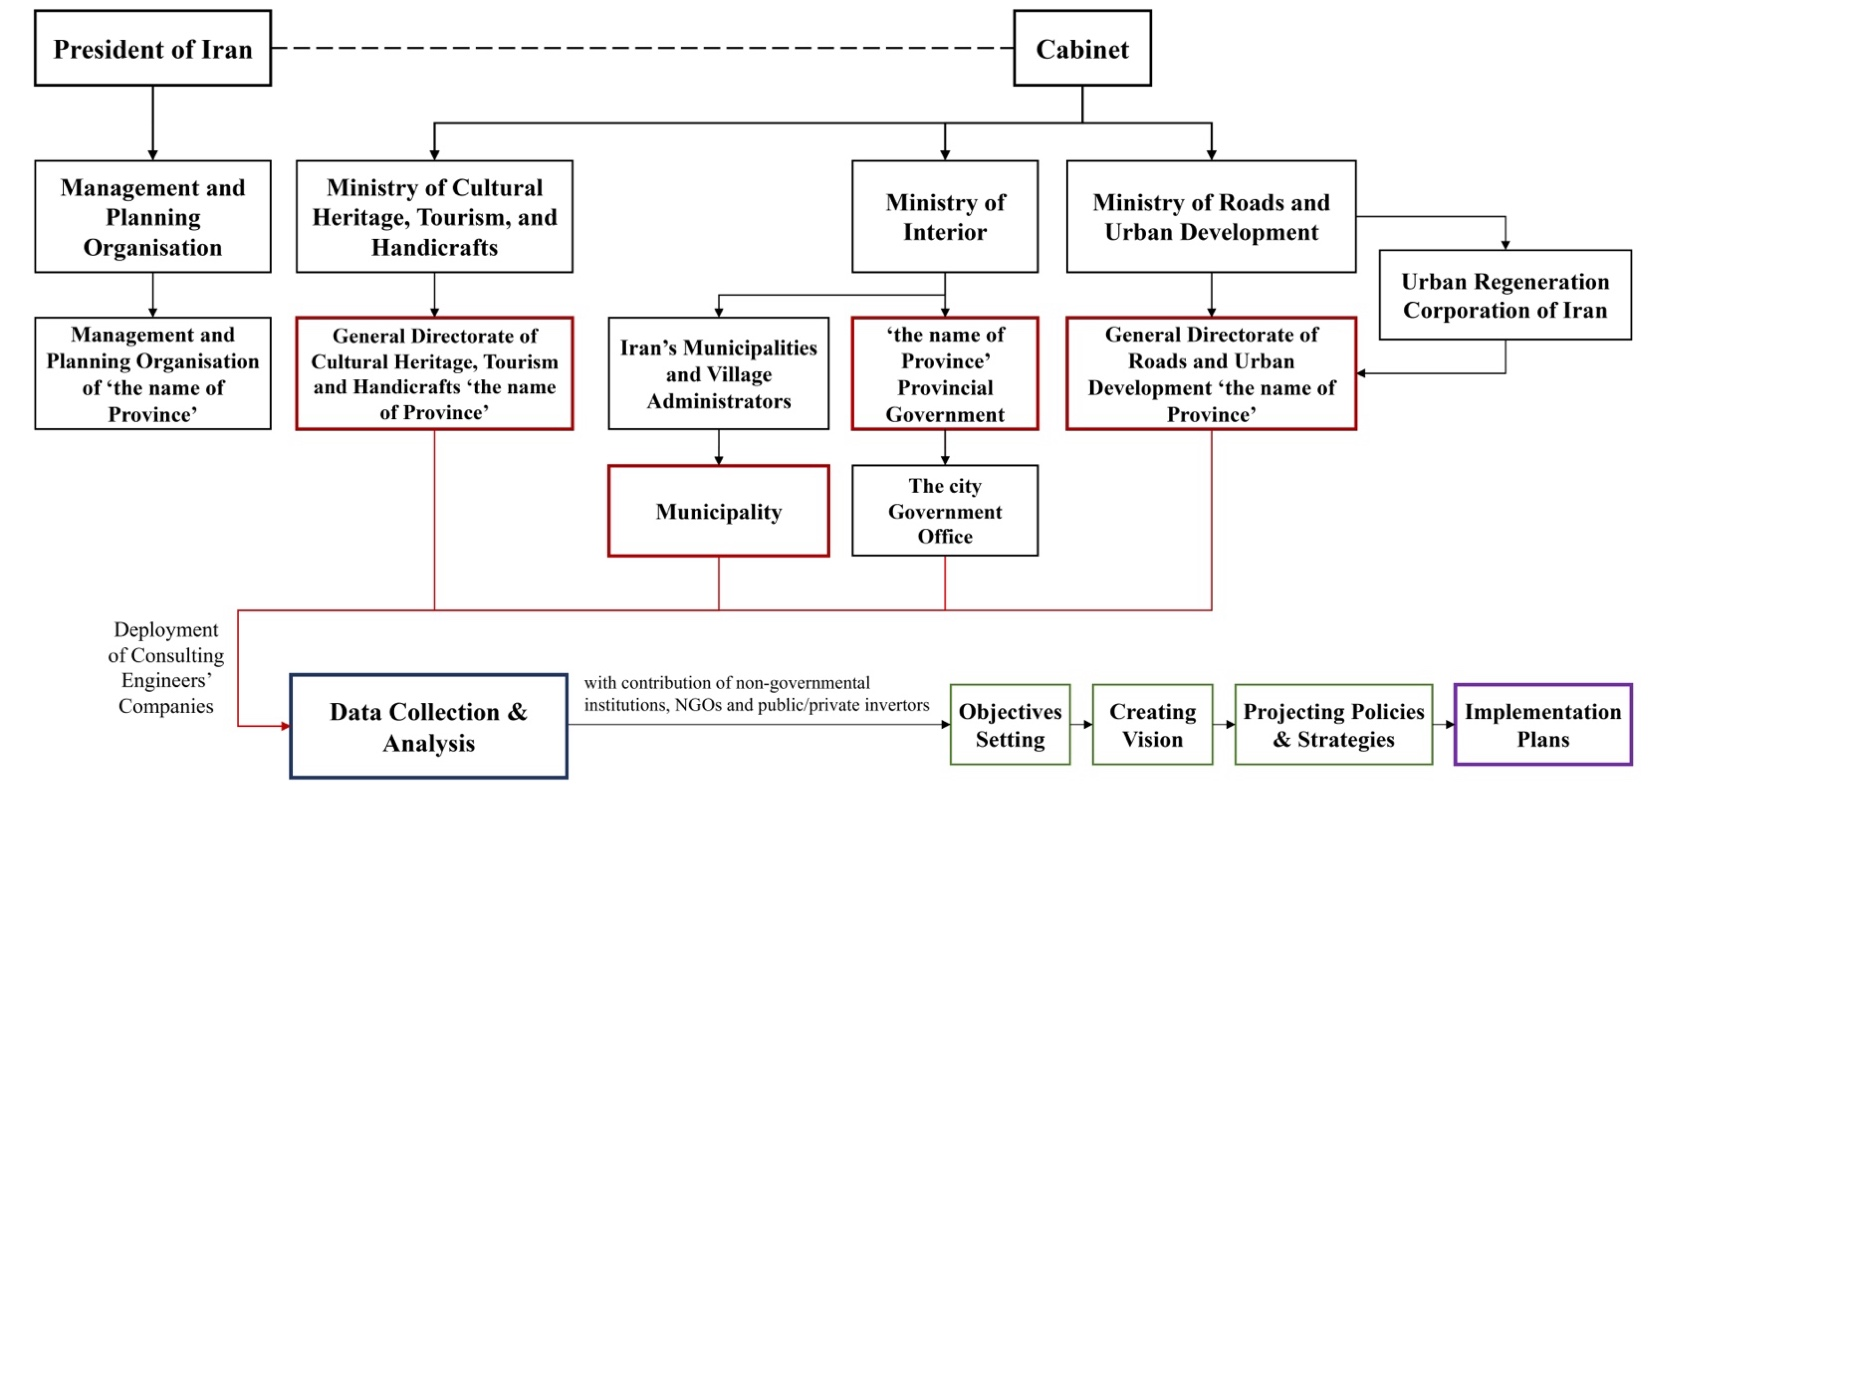 President of Iran
Cabinet
Management and
Planning
Organisation
Ministry of Cultural
Heritage, Tourism, and
Handicrafts
Ministry of
Interior
Ministry of Roads and
Urban Development
Urban Regeneration
Corporation of Iran
Management and
Planning Organisation
of ‘the name of
Province’
General Directorate of
Cultural Heritage, Tourism
and Handicrafts ‘the name
of Province’
Iran’s Municipalities
and Village
Administrators
‘the name of
Province’
Provincial
Government
General Directorate of
Roads and Urban
Development ‘the name of
Province’
Municipality
The city
Government
Office
Deployment
of Consulting
Engineers’
Companies
Data Collection &
Analysis
with contribution of non-governmental
institutions, NGOs and public/private invertors
Objectives
Setting
Creating
Vision
Projecting Policies
& Strategies
Implementation
Plans